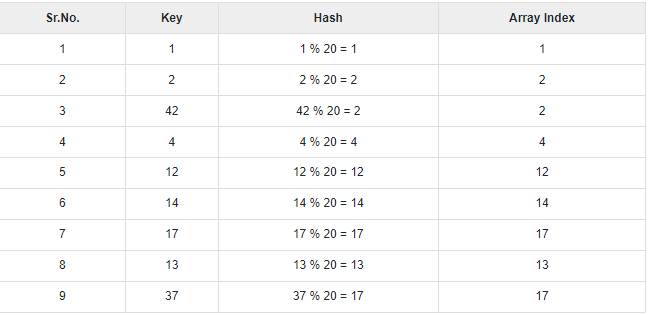 Sr.No. Key Hash Array Index
1 1 1 % 20 = 1 1
2 2 2 % 20 = 2 2
3 42 42 % 20 = 2 2
4 4 4 % 20 = 4 4
5 12 12 % 20 = 12 12
6 14 14 % 20 = 14 14
7 17 17 % 20 = 17 17
8 13 13 % 20 = 13 13
9 37 37 % 20 = 17 17